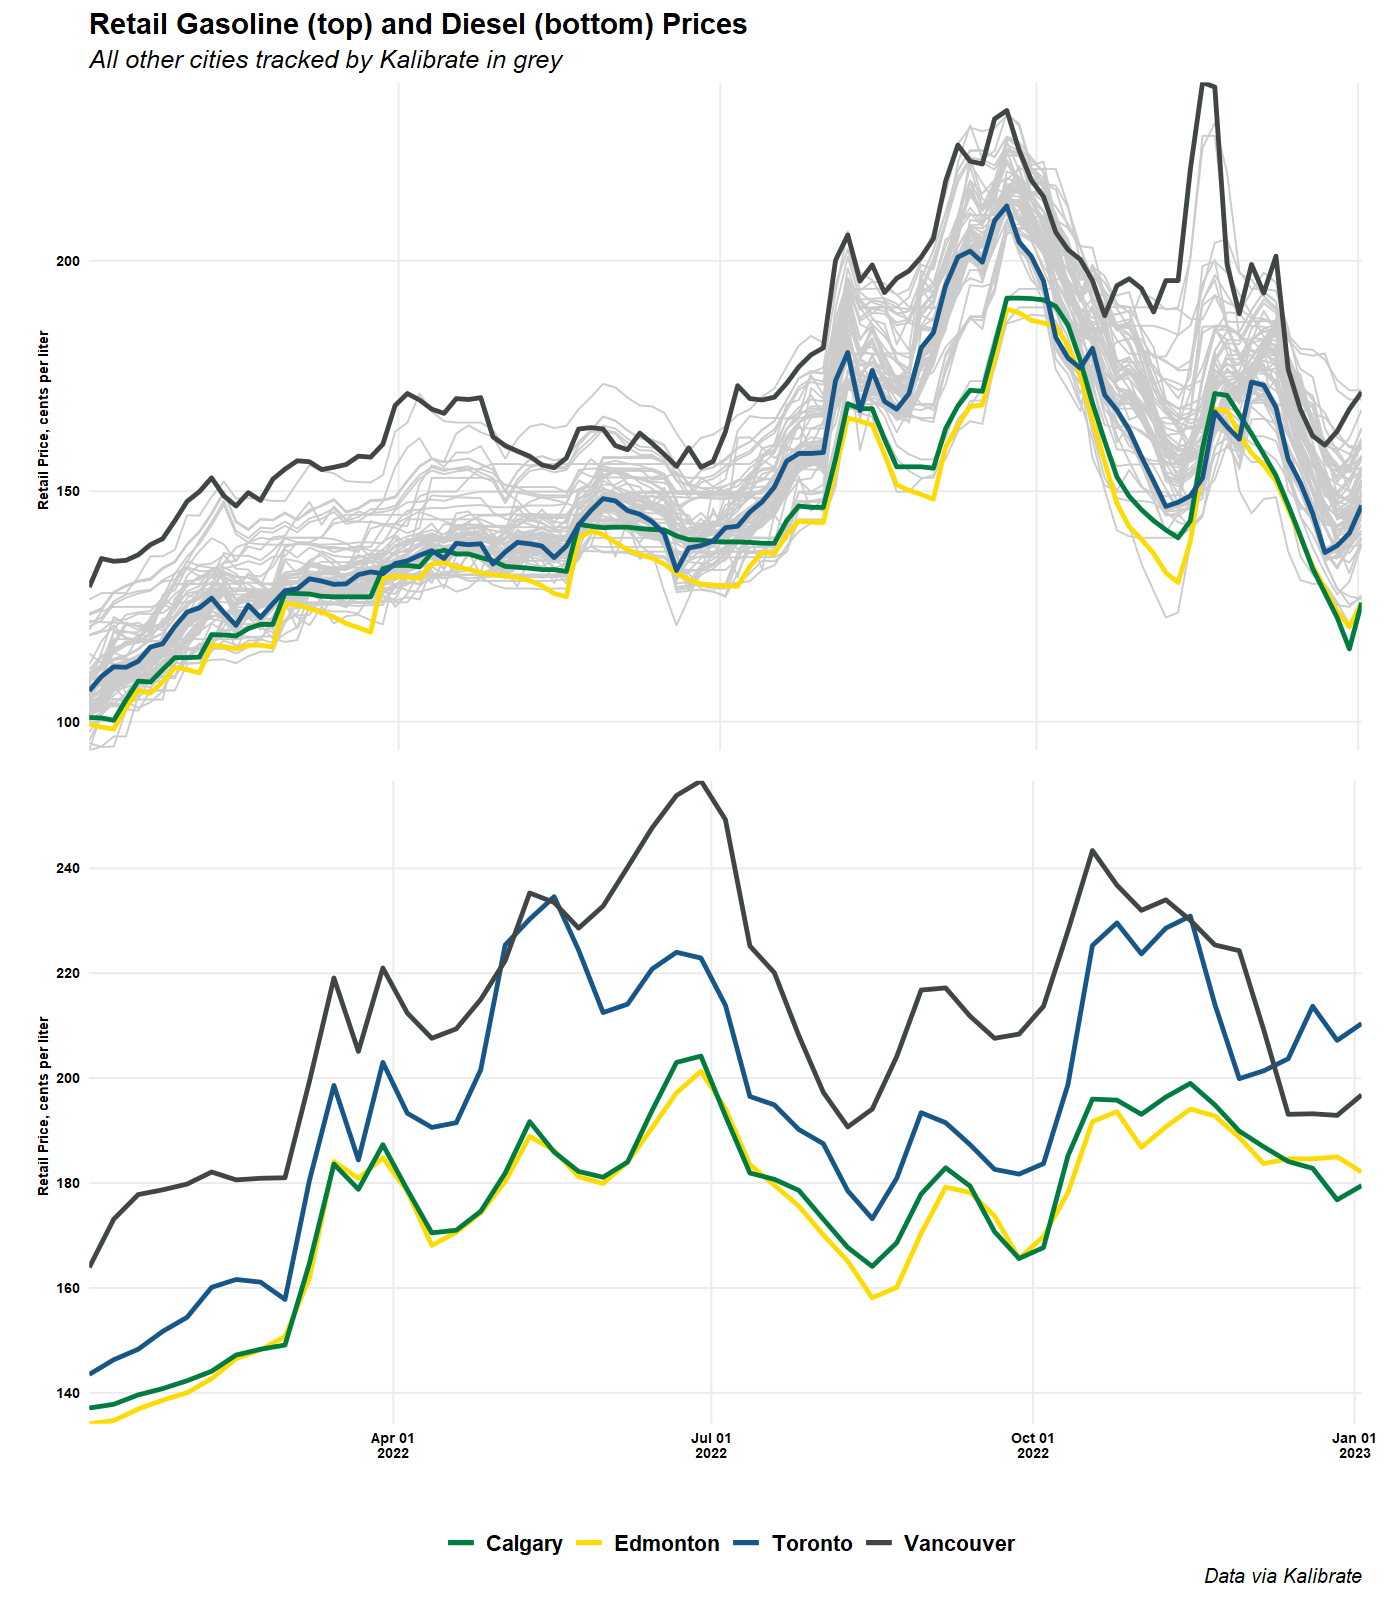 Retail Gasoline (top) and Diesel (bottom) Prices
All other cities tracked by Kalibrate in grey
Retail Price, cents per liter
200
150
100
Retail Price, cents per liter
240
220
200
180
160
140
Apr 01
2022
Jul 01
2022
Oct 01
2022
Jan 01
2023
Calgary
Edmonton
Toronto
Vancouver
Data via Kalibrate